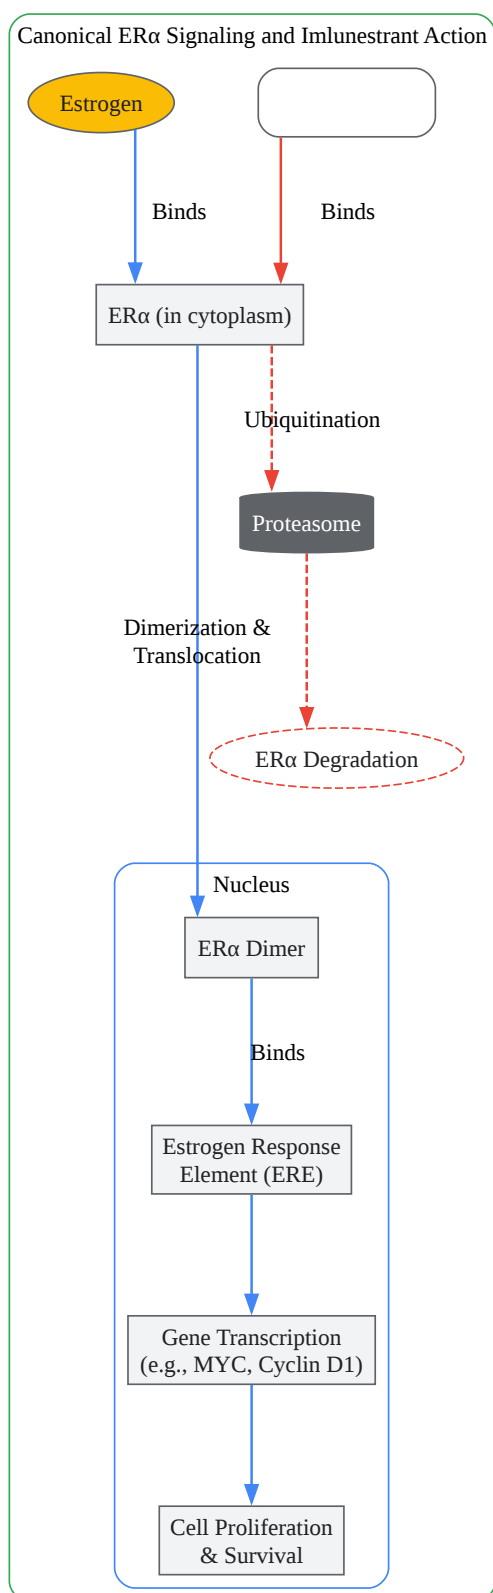 Canonical ERα Signaling and Imlunestrant Action
Estrogen
Binds
Binds
ERα (in cytoplasm)
Ubiquitination
Proteasome
Dimerization &
Translocation
ERα Degradation
Nucleus
ERα Dimer
Binds
Estrogen Response
Element (ERE)
Gene Transcription
(e.g., MYC, Cyclin D1)
Cell Proliferation
& Survival